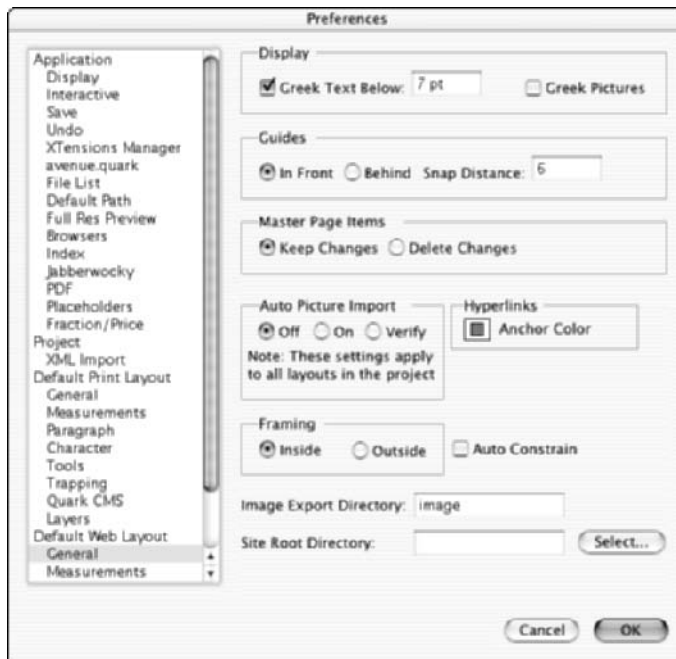 Preferences
Application
Display
Interactive
Save
Undo
XTensions Manager
avenue.quark
File List
Default Path
Full Res Preview
Browsers
Index
Jabberwocky
PDF
Placeholders
Fraction/Price
Project
XML Import
Default Print Layout
General
Measurements
Paragraph
Character
Tools
Trapping
Quark CMS
Layers
Default Web Layout
General
Measurements
Display
Greek Text Below: 7 pt Greek Pictures
Guides
In Front Behind Snap Distance: 6
Master Page Items
Keep Changes Delete Changes
Auto Picture Import
Off On Verify
Note: These settings apply
to all layouts in the project
Hyperlinks
Anchor Color
Framing
Inside Outside Auto Constrain
Image Export Directory: image
Site Root Directory: Select...
Cancel OK